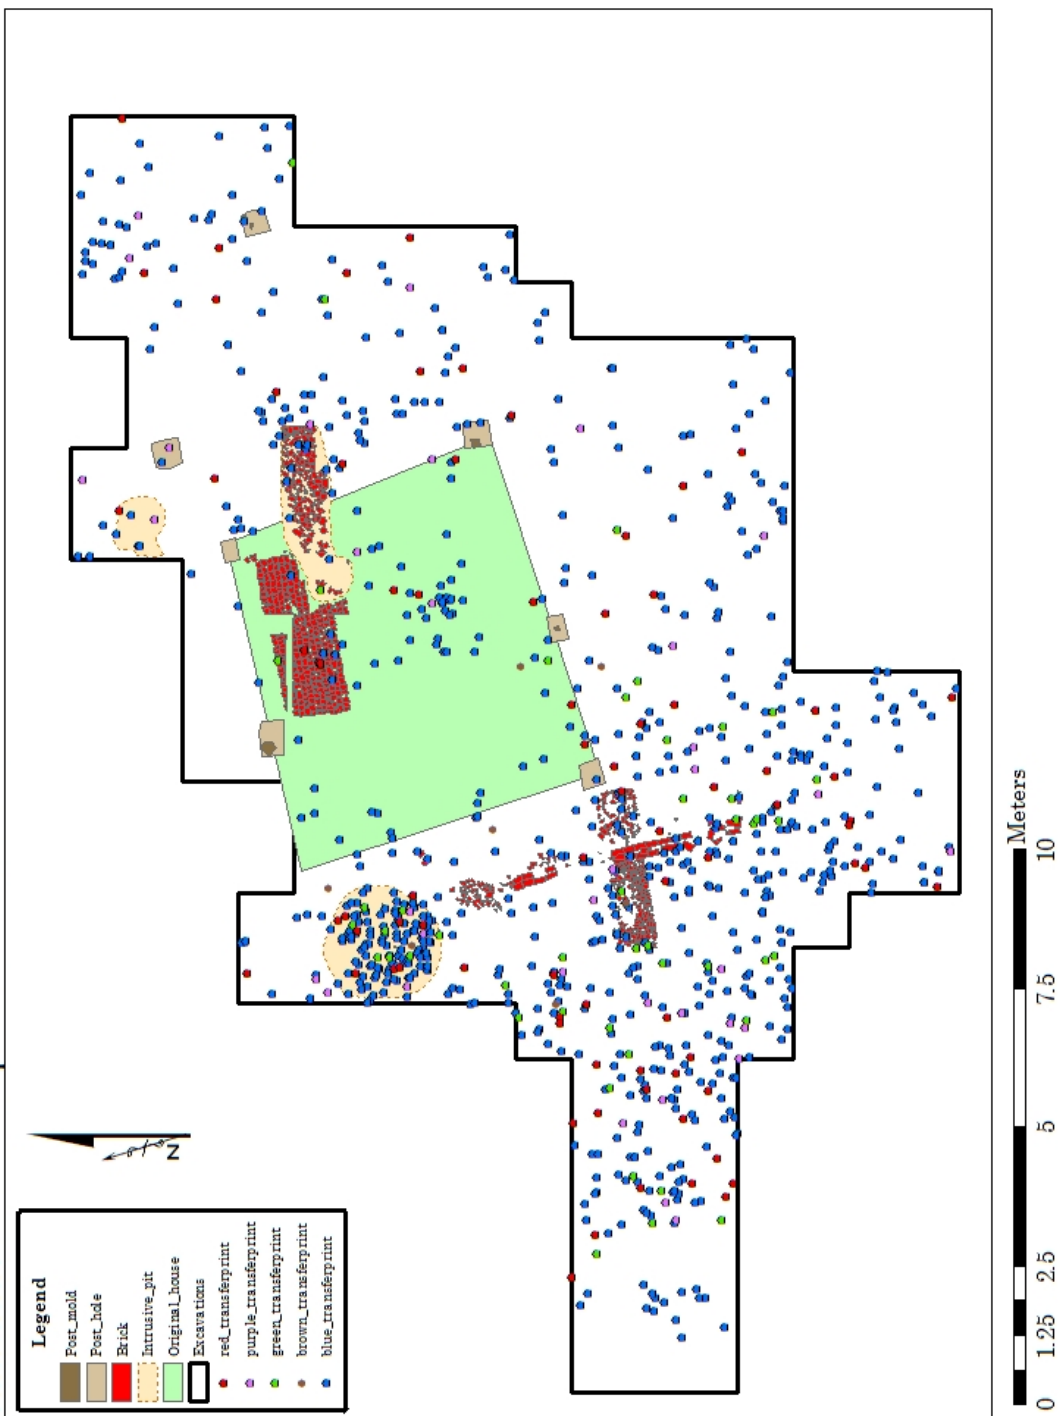 Legend
Post_mold
Post_hole
Brick
Intrusive_pit
Original_house
Excavations
red_transferprint
purple_transferprint
green_transferprint
brown_transferprint
blue_transferprint
N
0 1.25 2.5 5 7.5 10
Meters